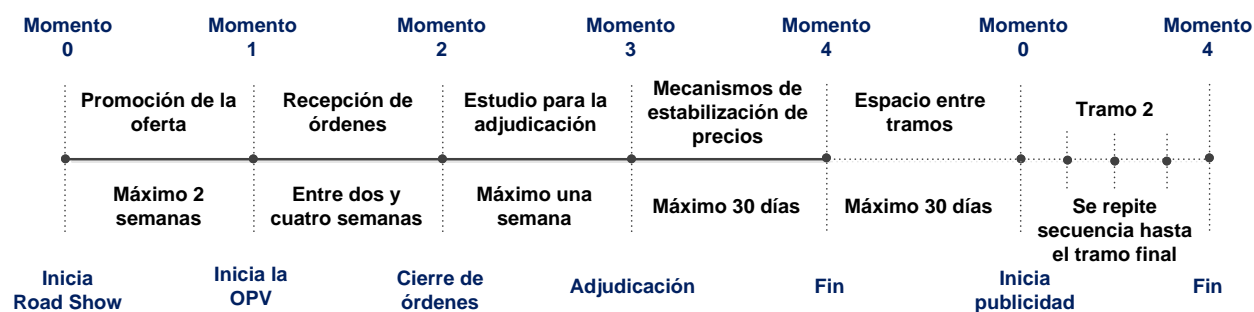 Momento
0
Momento
1
Momento
2
Momento
3
Momento
4
Momento
0
Momento
4
Promoción de la
oferta
Recepción de
órdenes
Estudio para la
adjudicación
Mecanismos de
estabilización de
precios
Espacio entre
tramos
Tramo 2
Máximo 2
semanas
Entre dos y
cuatro semanas
Máximo una
semana
Máximo 30 días
Máximo 30 días
Se repite
secuencia hasta
el tramo final
Inicia
Road Show
Inicia la
OPV
Cierre de
órdenes
Adjudicación
Fin
Inicia
publicidad
Fin